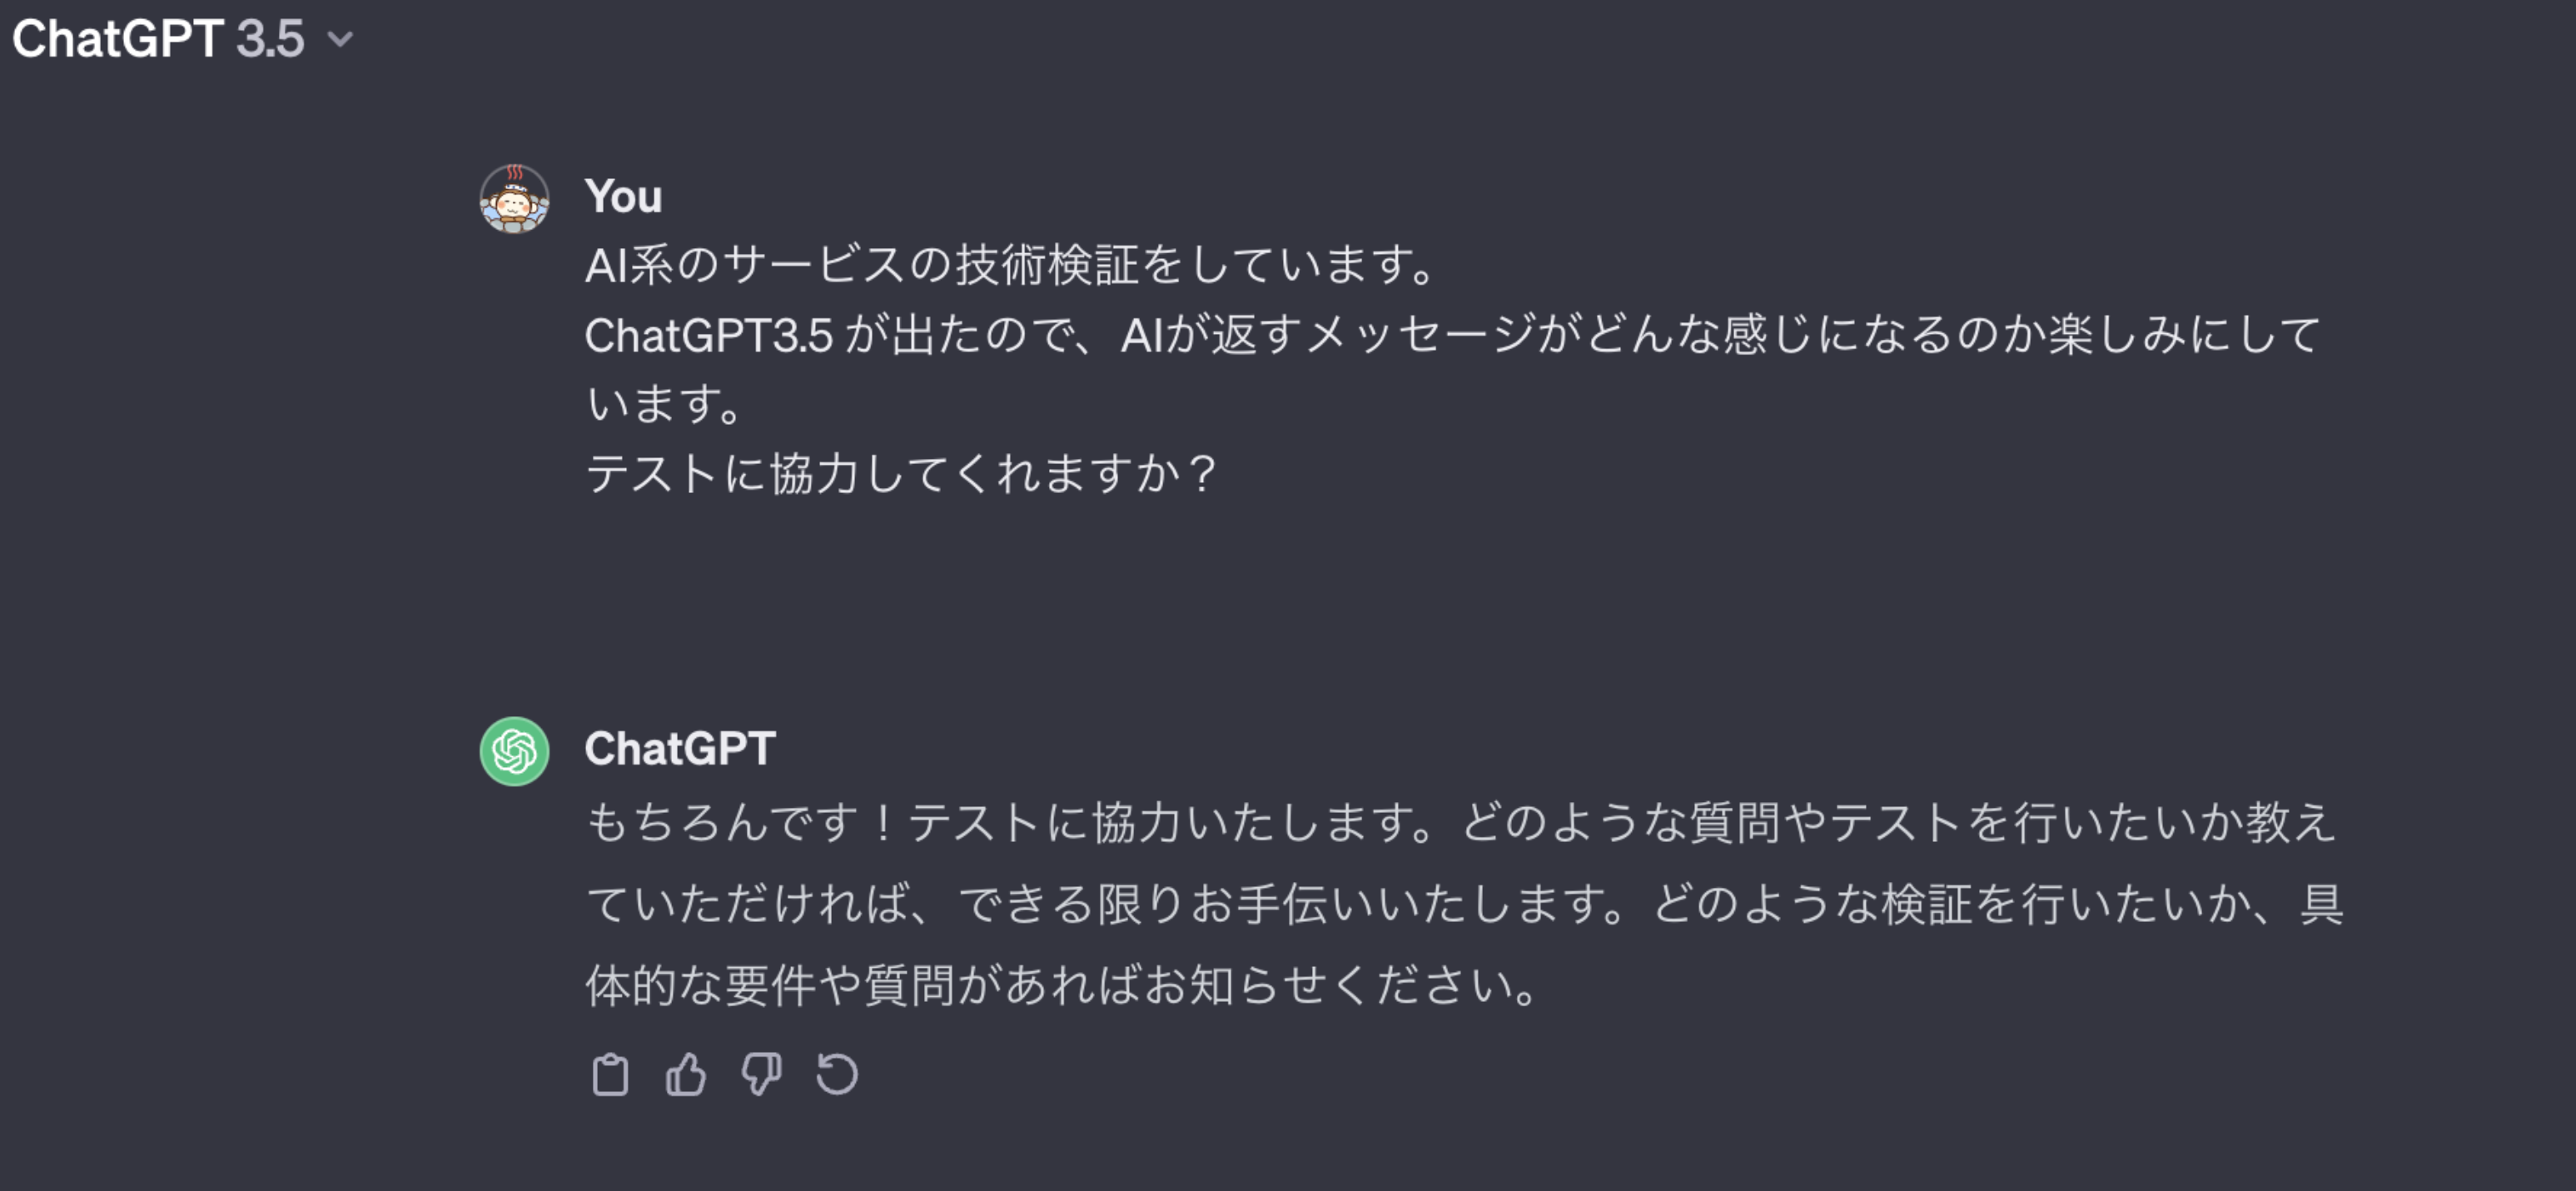 ChatGPT 3.5
You
AI系のサービスの技術検証をしています。
ChatGPT3.5 が出たので、AIが返すメッセージがどんな感じになるのか楽しみにして
います。
テストに協力してくれますか？
ChatGPT
もちろんです！テストに協力いたします。どのような質問やテストを行いたいか教え
ていただければ、できる限りお手伝いいたします。どのような検証を行いたいか、具
体的な要件や質問があればお知らせください。